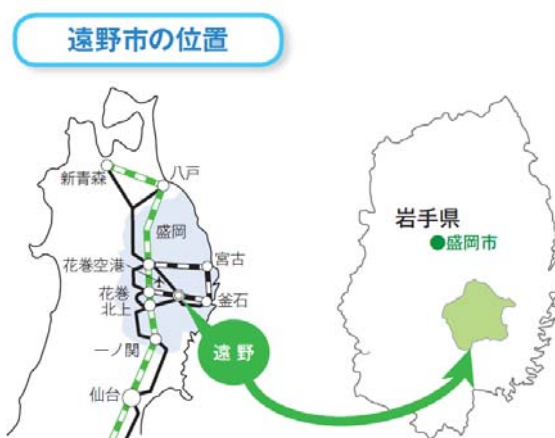 遠野市の位置
新青森
八戸
盛岡
花巻空港
宮古
花巻
釜石
北上
一ノ関
遠野
仙台
岩手県
盛岡市